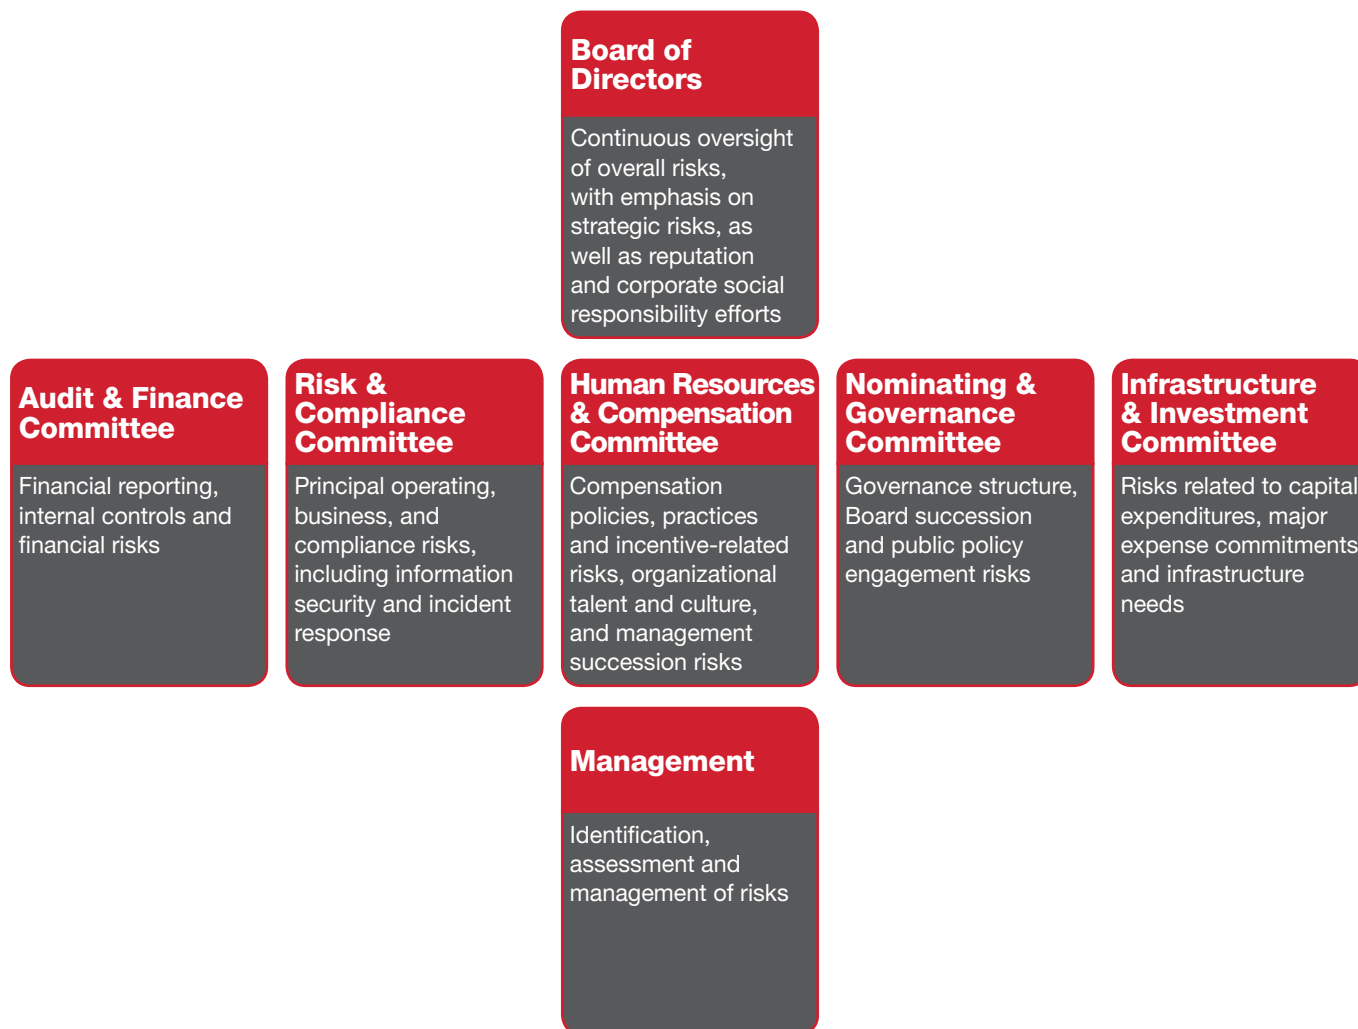 Board of
Directors
Continuous oversight
of overall risks,
with emphasis on
strategic risks, as
well as reputation
and corporate social
responsibility efforts
Audit & Finance
Committee
Financial reporting,
internal controls and
financial risks
Risk &
Compliance
Committee
Principal operating,
business, and
compliance risks,
including information
security and incident
response
Human Resources
& Compensation
Committee
Compensation
policies, practices
and incentive-related
risks, organizational
talent and culture,
and management
succession risks
Nominating &
Governance
Committee
Governance structure,
Board succession
and public policy
engagement risks
Infrastructure
& Investment
Committee
Risks related to capital
expenditures, major
expense commitments
and infrastructure
needs
Management
Identification,
assessment and
management of risks